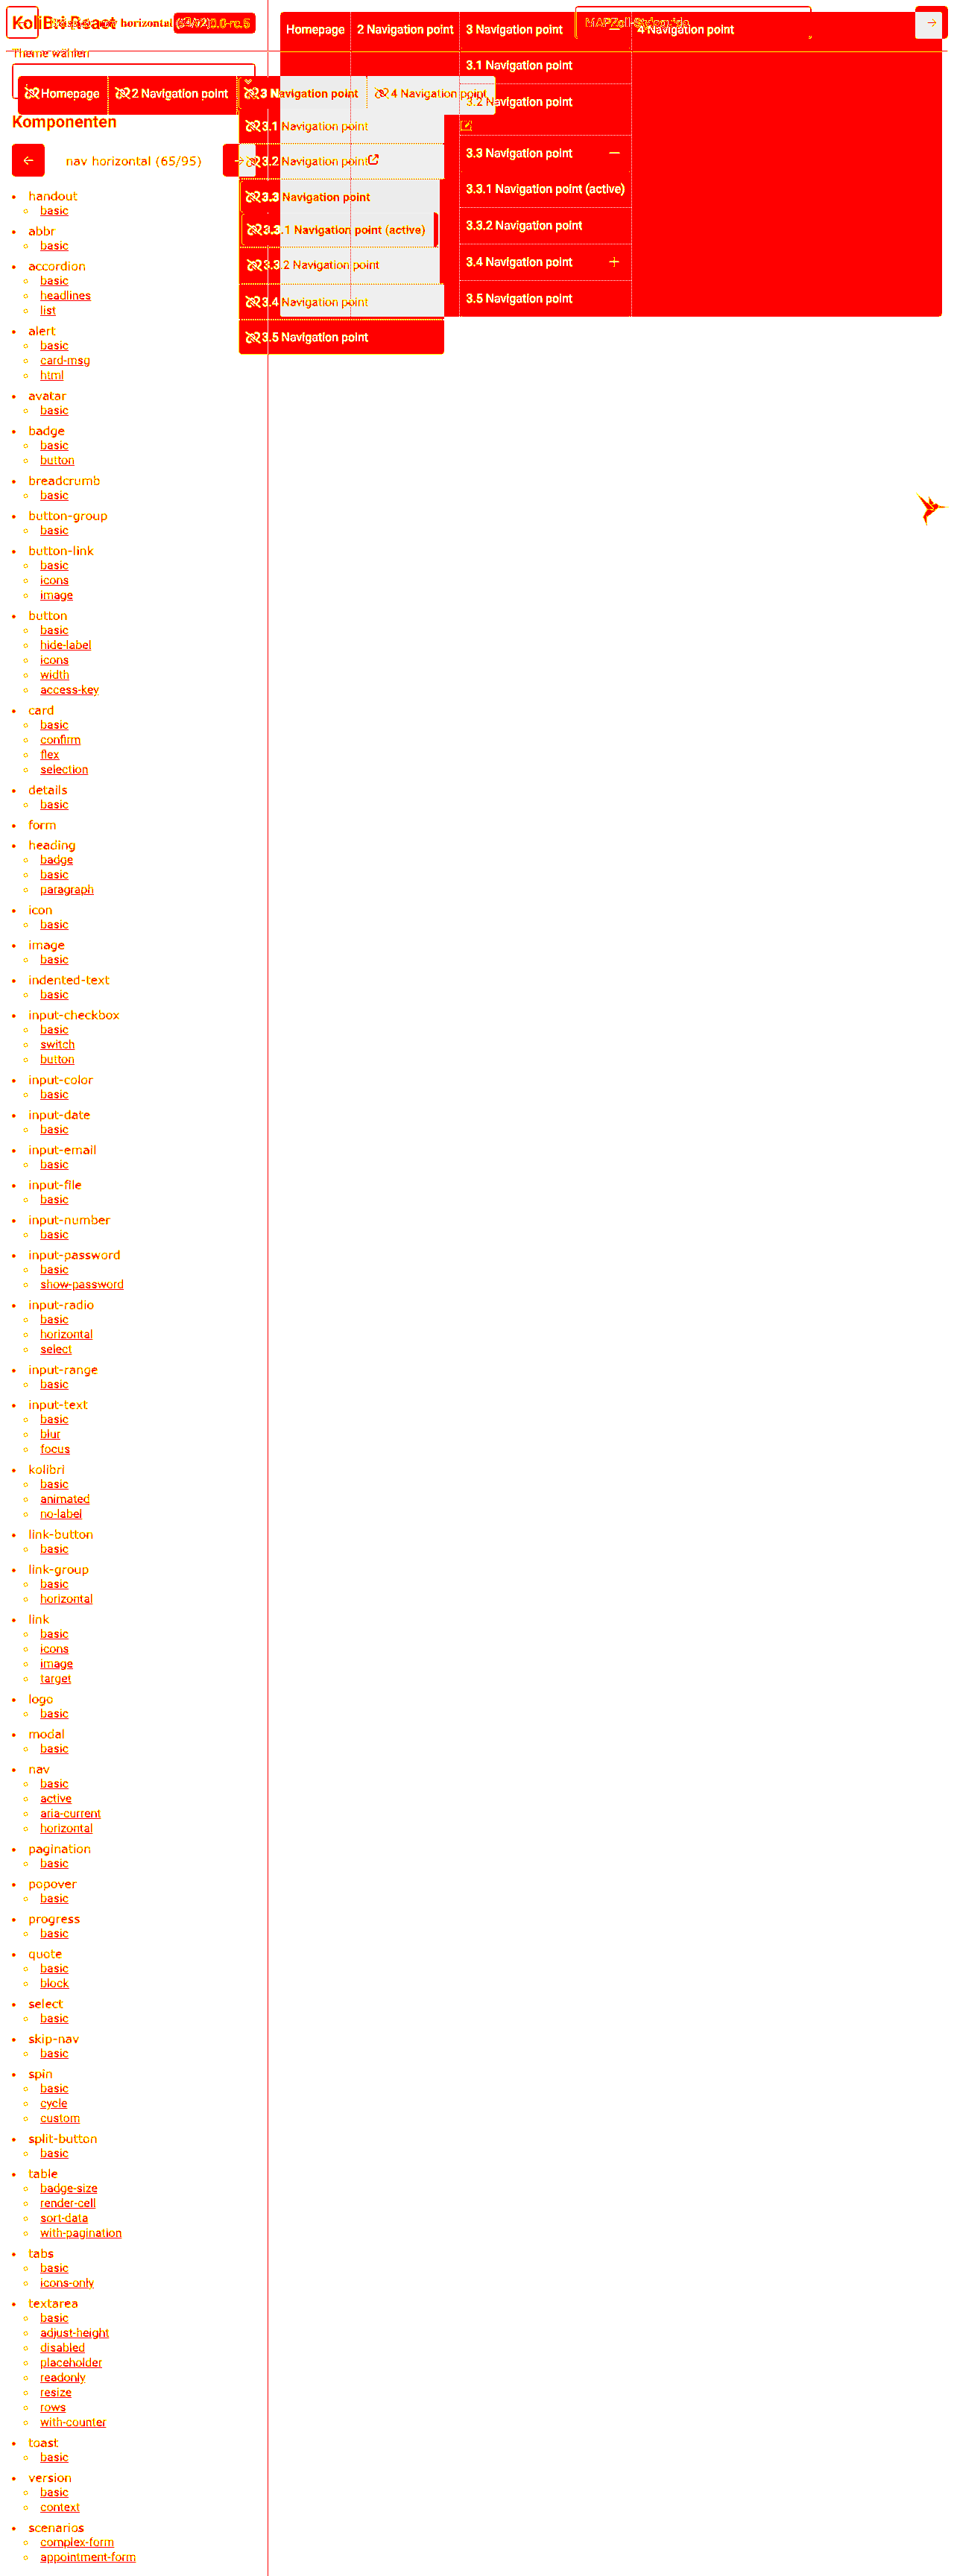 KoliBri React
horizontal
Theme wählen
Komponenten
nav horizontal (65/95)
Homepage
2 Navigation point
3 Navigation point
4 Navigation point
3.1 Navigation point
3.2 Navigation point
3.3 Navigation point
3.3.1 Navigation point (active)
3.3.2 Navigation point
3.4 Navigation point
3.5 Navigation point
Homepage
2 Navigation point
3 Navigation point
4 Navigation point
3.1 Navigation point
3.2 Navigation point
3.3 Navigation point
3.3.1 Navigation point (active)
3.3.2 Navigation point
3.4 Navigation point
3.5 Navigation point
handout
basic
abbr
basic
accordion
basic
headlines
list
alert
basic
card-msg
html
avatar
basic
badge
basic
button
breadcrumb
basic
button-group
basic
button-link
basic
icons
image
button
basic
hide-label
icons
width
access-key
card
basic
confirm
flex
selection
details
basic
form
heading
badge
basic
paragraph
icon
basic
image
basic
indented-text
basic
input-checkbox
basic
switch
button
input-color
basic
input-date
basic
input-email
basic
input-file
basic
input-number
basic
input-password
basic
show-password
input-radio
basic
horizontal
select
input-range
basic
input-text
basic
blur
focus
kolibri
basic
animated
no-label
link-button
basic
link-group
basic
horizontal
link
basic
icons
image
target
logo
basic
modal
basic
nav
basic
active
aria-current
horizontal
pagination
basic
popover
basic
progress
basic
quote
basic
block
select
basic
skip-nav
basic
spin
basic
cycle
custom
split-button
basic
table
badge-size
render-cell
sort-data
with-pagination
tabs
basic
icons-only
textarea
basic
adjust-height
disabled
placeholder
readonly
resize
rows
with-counter
toast
basic
version
basic
context
scenarios
complex-form
appointment-form